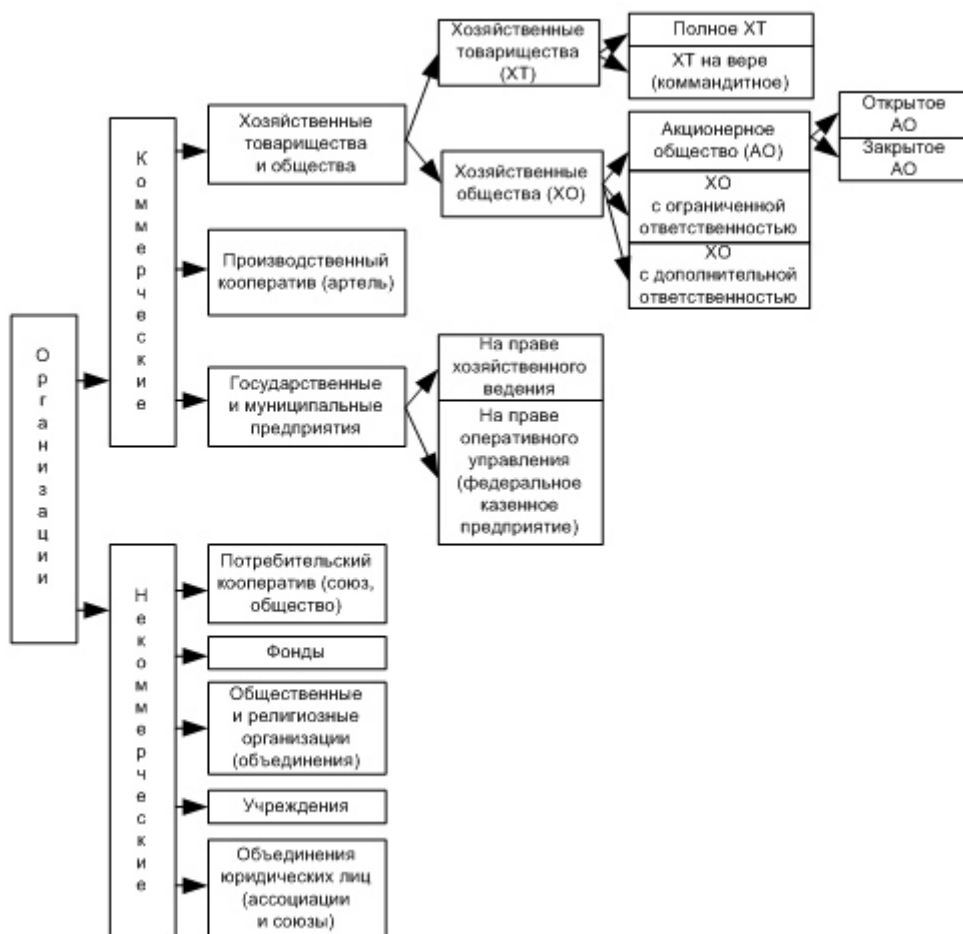 Организации
Коммерческие
Хозяйственные
товарищества
и общества
Хозяйственные
товарищества
(ХТ)
Полное ХТ
ХТ на вере
(коммандитное)
Хозяйственные
общества (ХО)
Акционерное
общество (АО)
Открытое
АО
Закрытое
АО
ХО
с ограниченной
ответственностью
ХО
с дополнительной
ответственностью
Производственный
кооператив (артель)
Государственные
и муниципальные
предприятия
На праве
хозяйственного
ведения
На праве
оперативного
управления
(федеральное
казенное
предприятие)
Некоммерческие
Потребительский
кооператив (союз,
общество)
Фонды
Общественные
и религиозные
организации
(объединения)
Учреждения
Объединения
юридических лиц
(ассоциации
и союзы)